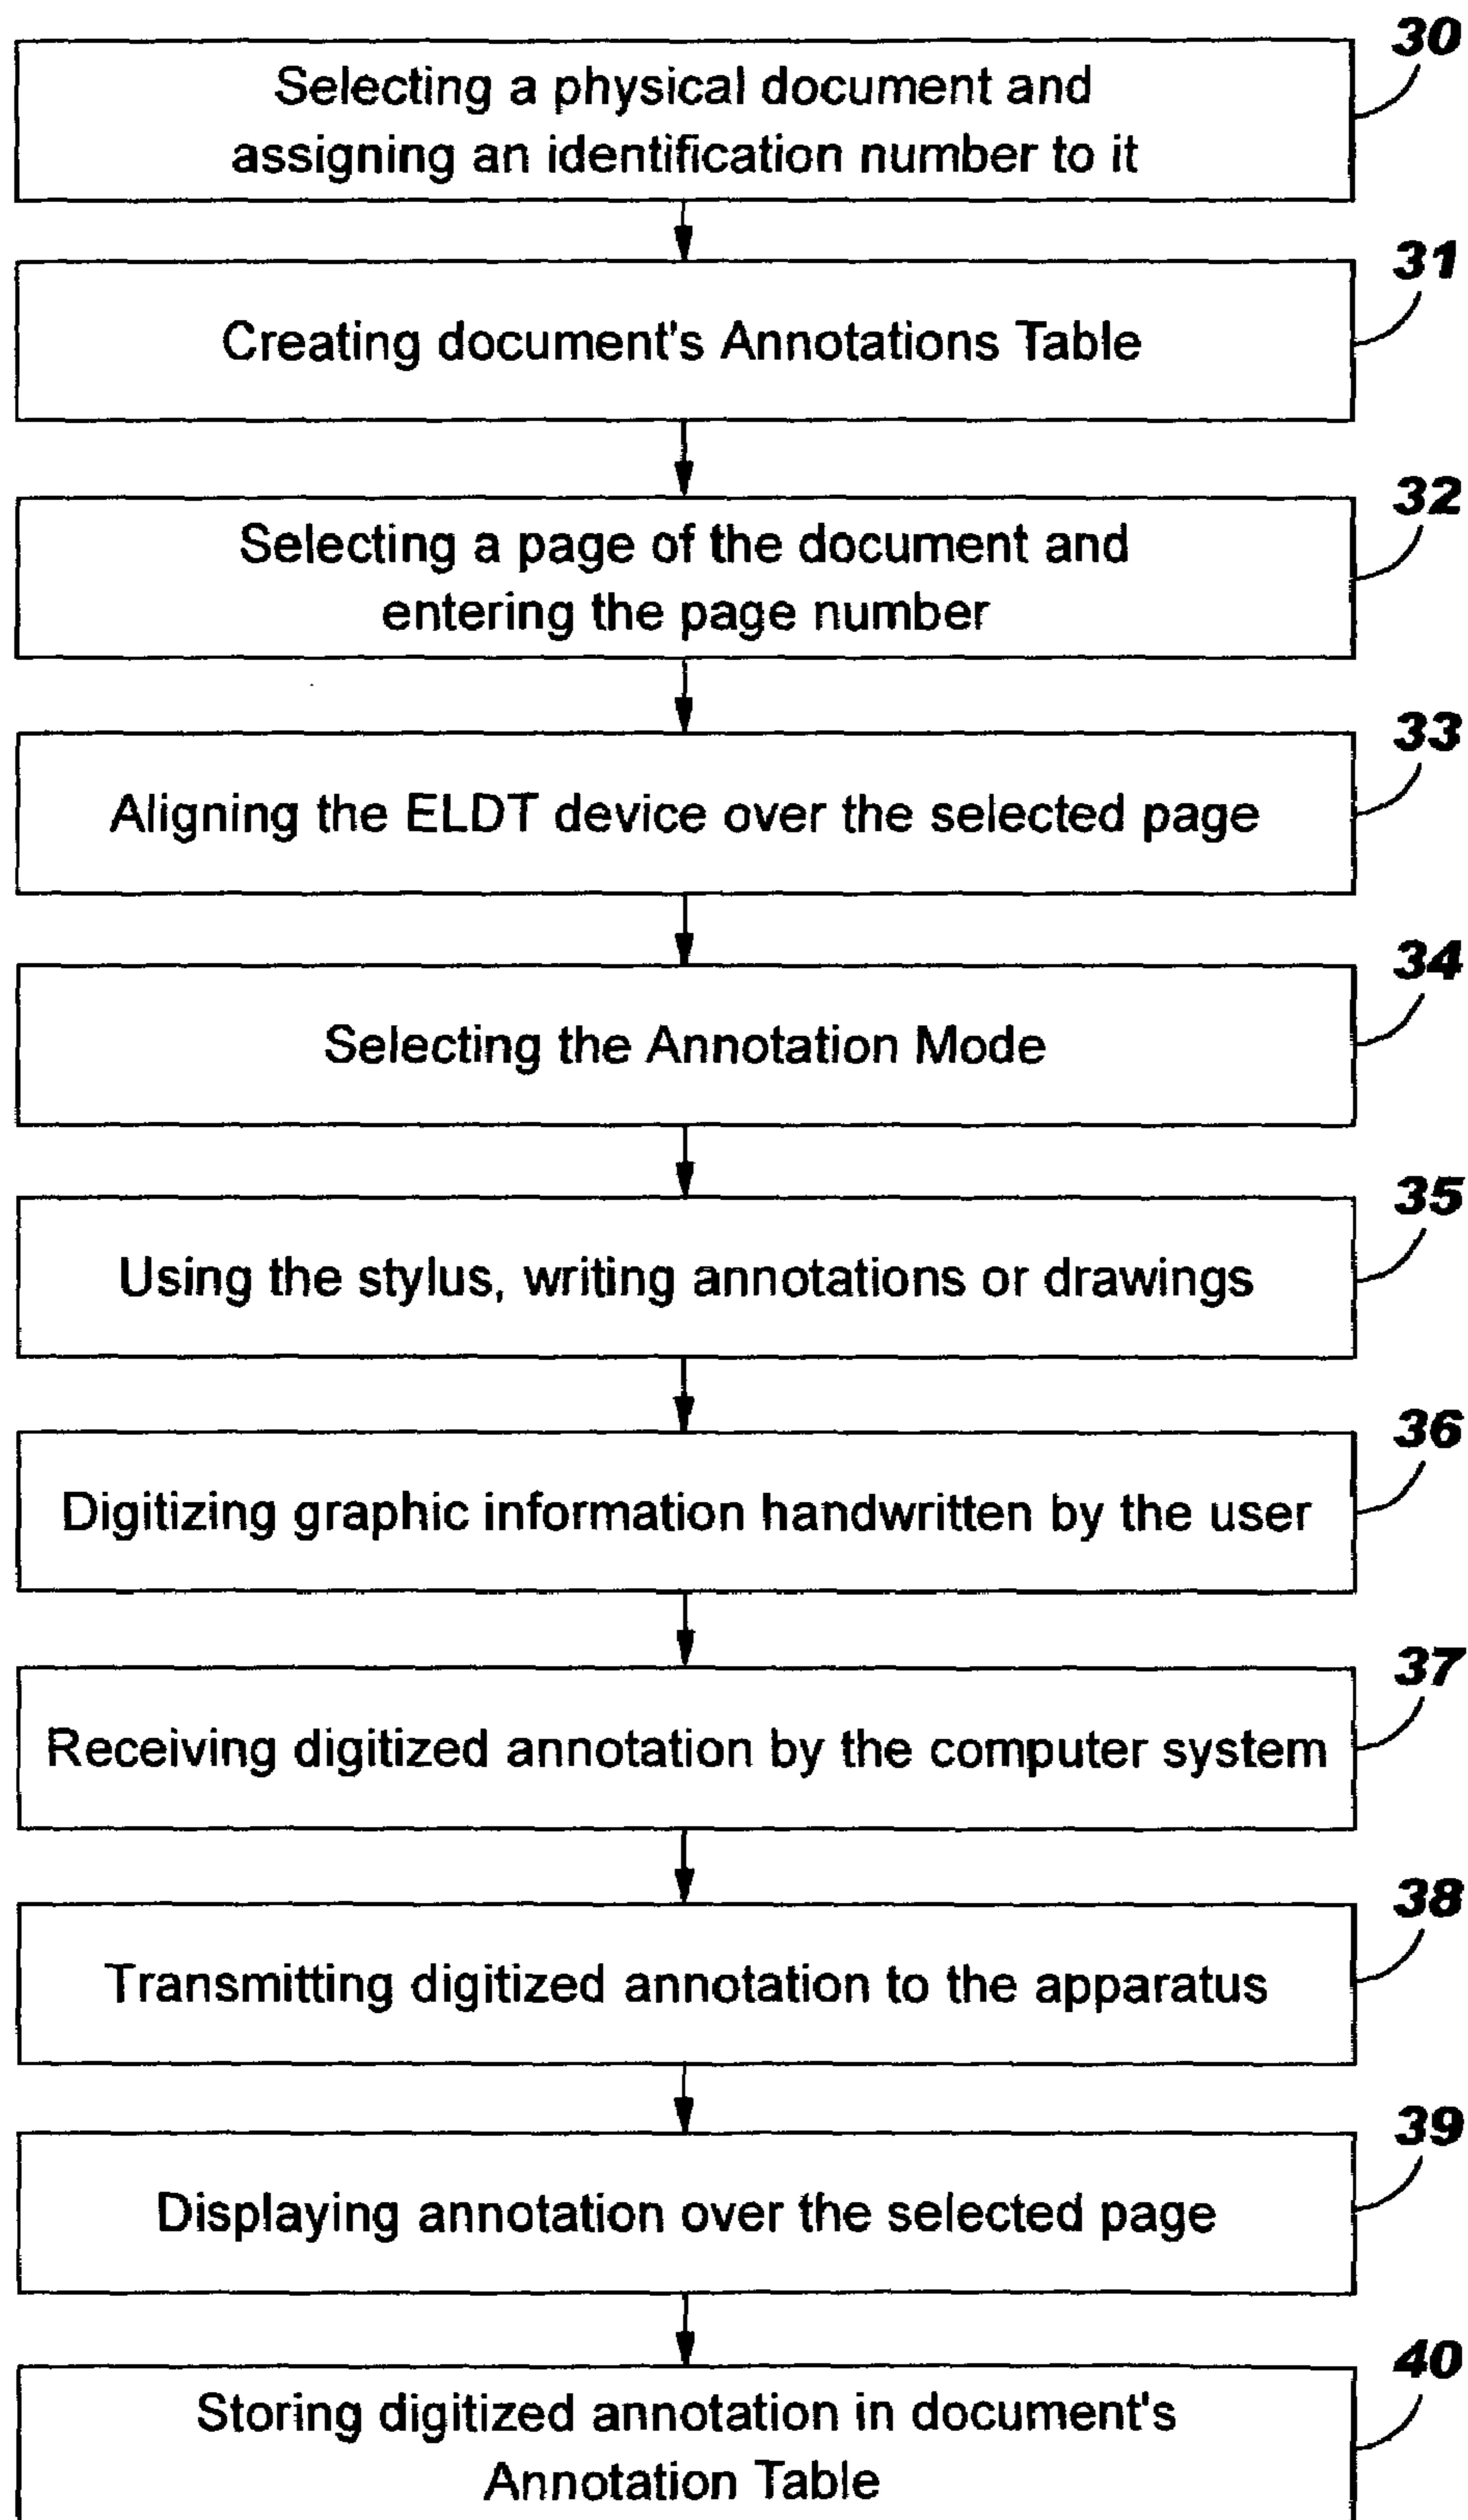 30
Selecting a physical document and
assigning an identification number to it
31
Creating document's Annotations Table
32
Selecting a page of the document and
entering the page number
33
Aligning the ELDT device over the selected page
34
Selecting the Annotation Mode
35
Using the stylus, writing annotations or drawings
36
Digitizing graphic information handwritten by the user
37
Receiving digitized annotation by the computer system
38
Transmitting digitized annotation to the apparatus
39
Displaying annotation over the selected page
40
Storing digitized annotation in document's
Annotation Table